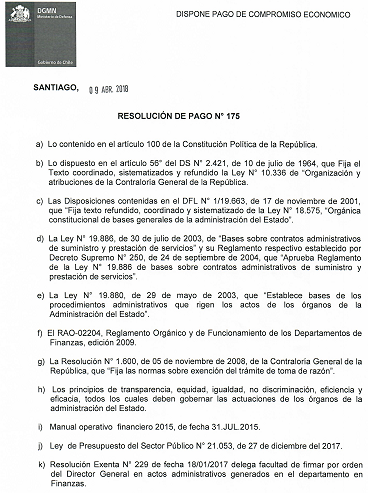 DGMN
Ministerio de Defensa
Gobierno de Chile
DISPONE PAGO DE COMPROMISO ECONOMICO
SANTIAGO, 09 ABR. 2018
RESOLUCIÓN DE PAGO N° 175
a) Lo contenido en el artículo 100 de la Constitución Política de la República.
b) Lo dispuesto en el artículo 56° del DS N° 2.421, de 10 de julio de 1964, que Fija el
Texto coordinado, sistematizados y refundido la Ley N° 10.336 de “Organización y
atribuciones de la Contraloría General de la República.
c) Las Disposiciones contenidas en el DFL N° 1/19.663, de 17 de noviembre de 2001,
que “Fija texto refundido, coordinado y sistematizado de la Ley N° 18.575, “Orgánica
constitucional de bases generales de la administración del Estado”.
d) La Ley N° 19.886, de 30 de julio de 2003, de “Bases sobre contratos administrativos
de suministro y prestación de servicios” y su Reglamento respectivo establecido por
Decreto Supremo N° 250, de 24 de septiembre de 2004, que “Aprueba Reglamento
de la Ley N° 19.886 de bases sobre contratos administrativos de suministro y
prestación de servicios”.
e) La Ley N° 19.880, de 29 de mayo de 2003, que “Establece bases de los
procedimientos administrativos que rigen los actos de los órganos de la
Administración del Estado”.
f) El RAO-02204, Reglamento Orgánico y de Funcionamiento de los Departamentos de
Finanzas, edición 2009.
g) La Resolución N° 1.600, de 05 de noviembre de 2008, de la Contraloría General de la
República, que “Fija las normas sobre exención del trámite de toma de razón”.
h) Los principios de transparencia, equidad, igualdad, no discriminación, eficiencia y
eficacia, todos los cuales deben gobernar las actuaciones de los órganos de la
administración del Estado.
i) Manual operativo financiero 2015, de fecha 31.JUL.2015.
j) Ley de Presupuesto del Sector Público N° 21.053, de 27 de diciembre del 2017.
k) Resolución Exenta N° 229 de fecha 18/01/2017 delega facultad de firmar por orden
del Director General en actos administrativos generados en el departamento en
Finanzas.